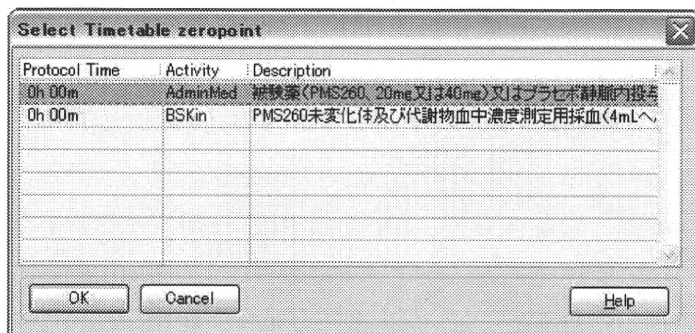 Select Timetable zeropoint
Protocol Time Activity Description
0h 00m AdminMed 被験薬(PMS260、20mg又は40mg)又はプラセボ静脈内投与
0h 00m BSKin PMS260未変化体及び代謝物血中濃度測定用採血(4mLヘ
OK Cancel Help